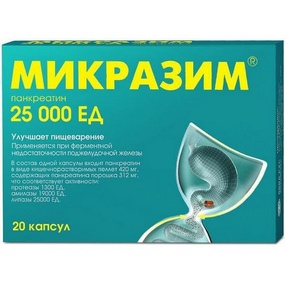 МИКРАЗИМ®
панкреатин
25 000 ЕД
Улучшает пищеварение
Применяется при ферментной
недостаточности поджелудочной железы
В состав одной капсулы входит панкреатин
в виде кишечнорастворимых пеллет 420 мг,
содержащих панкреатина порошка 312 мг,
что соответствует активности:
протеазы 1300 ЕД,
амилазы 19000 ЕД,
липазы 25000 ЕД.
20 капсул